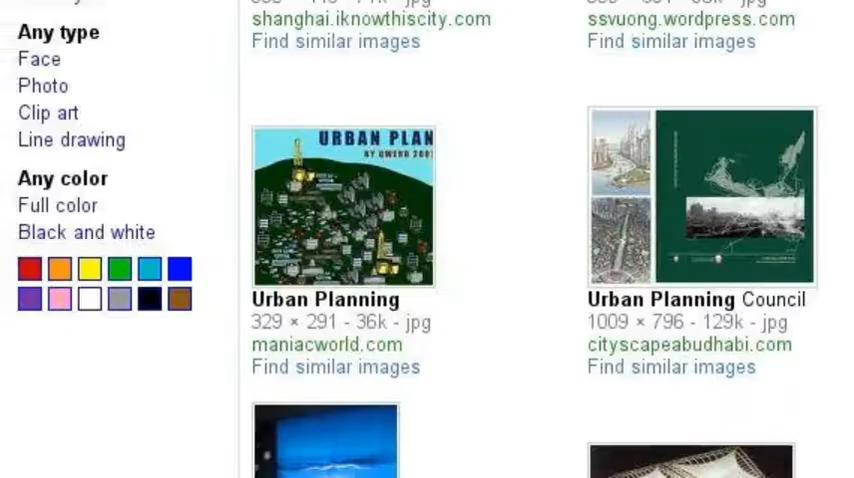 Any type
Face
Photo
Clip art
Line drawing
Any color
Full color
Black and white
shanghai.iknowthiscity.com
Find similar images
ssvuong.wordpress.com
Find similar images
URBAN PLAN
Urban Planning
329 × 291 - 36k - jpg
maniacworld.com
Find similar images
Urban Planning Council
1009 × 796 - 129k - jpg
cityscapeabudhabi.com
Find similar images